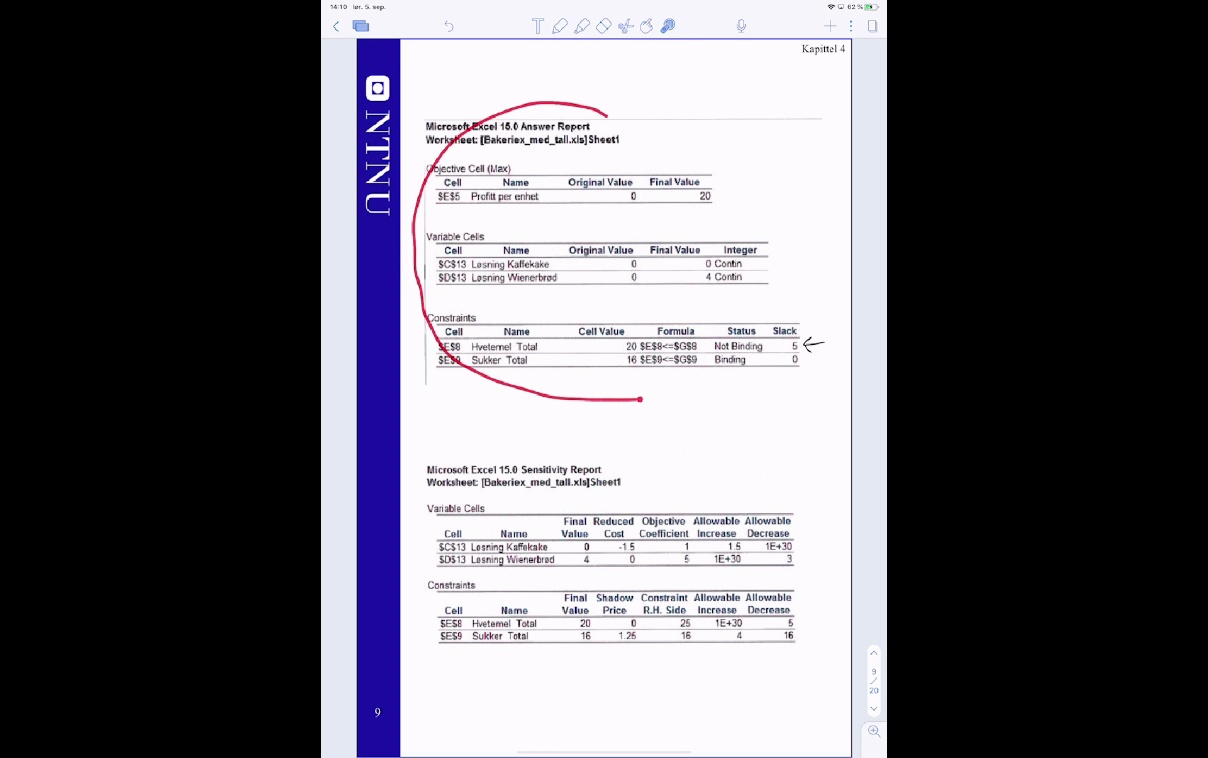 14:10 lør. 5. sep.
62 %
Kapittel 4
NTNU
Microsoft Excel 15.0 Answer Report
Worksheet: [Bakeriex_med_tall.xls]Sheet1
Objective Cell (Max)
Cell Name Original Value Final Value
$E$5 Profitt per enhet 0 20
Variable Cells
Cell Name Original Value Final Value Integer
$C$13 Løsning Kaffekake 0 0 Contin
$D$13 Løsning Wienerbrød 0 4 Contin
Constraints
Cell Name Cell Value Formula Status Slack
$E$8 Hvetemel Total 20 $E$8<=$G$8 Not Binding 5
$E$9 Sukker Total 16 $E$9<=$G$9 Binding 0
Microsoft Excel 15.0 Sensitivity Report
Worksheet: [Bakeriex_med_tall.xls]Sheet1
Variable Cells
Final Reduced Objective Allowable Allowable
Cell Name Value Cost Coefficient Increase Decrease
$C$13 Løsning Kaffekake 0 -1.5 1 1.5 1E+30
$D$13 Løsning Wienerbrød 4 0 5 1E+30 3
Constraints
Final Shadow Constraint Allowable Allowable
Cell Name Value Price R.H. Side Increase Decrease
$E$8 Hvetemel Total 20 0 25 1E+30 5
$E$9 Sukker Total 16 1.25 16 4 16
9
/
20
9